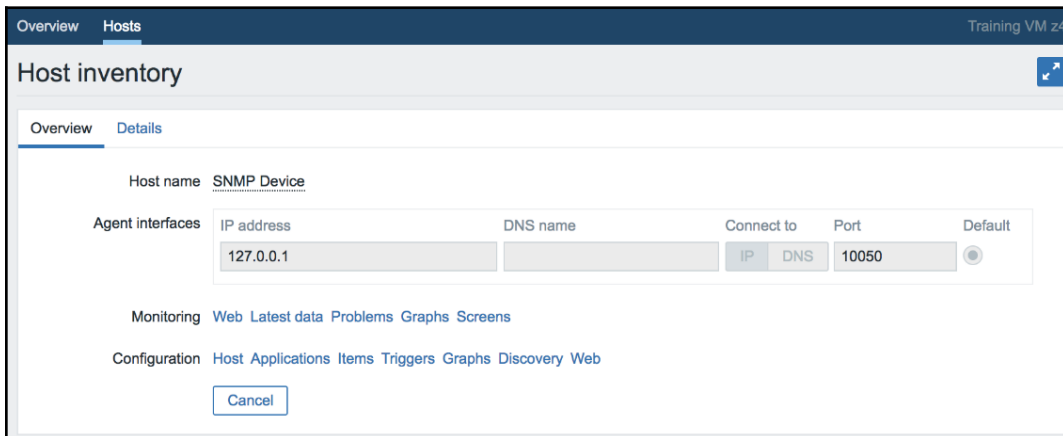 Overview Hosts Training VM z4
Host inventory
Overview Details
Host name SNMP Device
Agent interfaces IP address DNS name Connect to Port Default
127.0.0.1 IP DNS 10050
Monitoring Web Latest data Problems Graphs Screens
Configuration Host Applications Items Triggers Graphs Discovery Web
Cancel